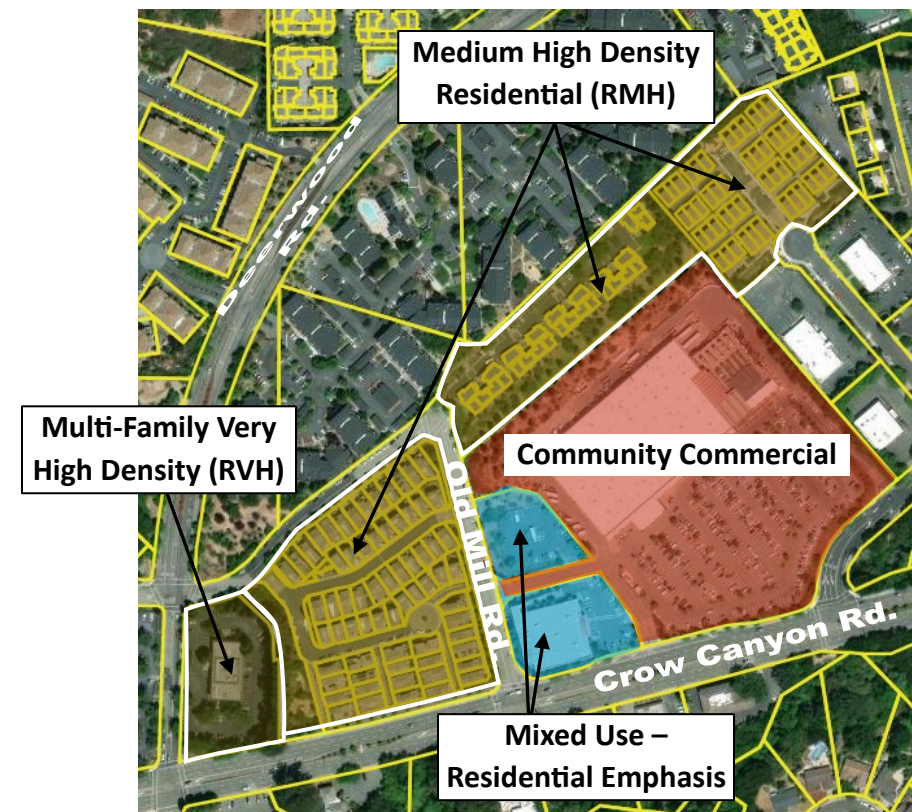 Medium High Density
Residential (RMH)
Deerwood
Rd.
Multi-Family Very
High Density (RVH)
Community Commercial
Old Mill Rd.
Crow Canyon Rd.
Mixed Use –
Residential Emphasis